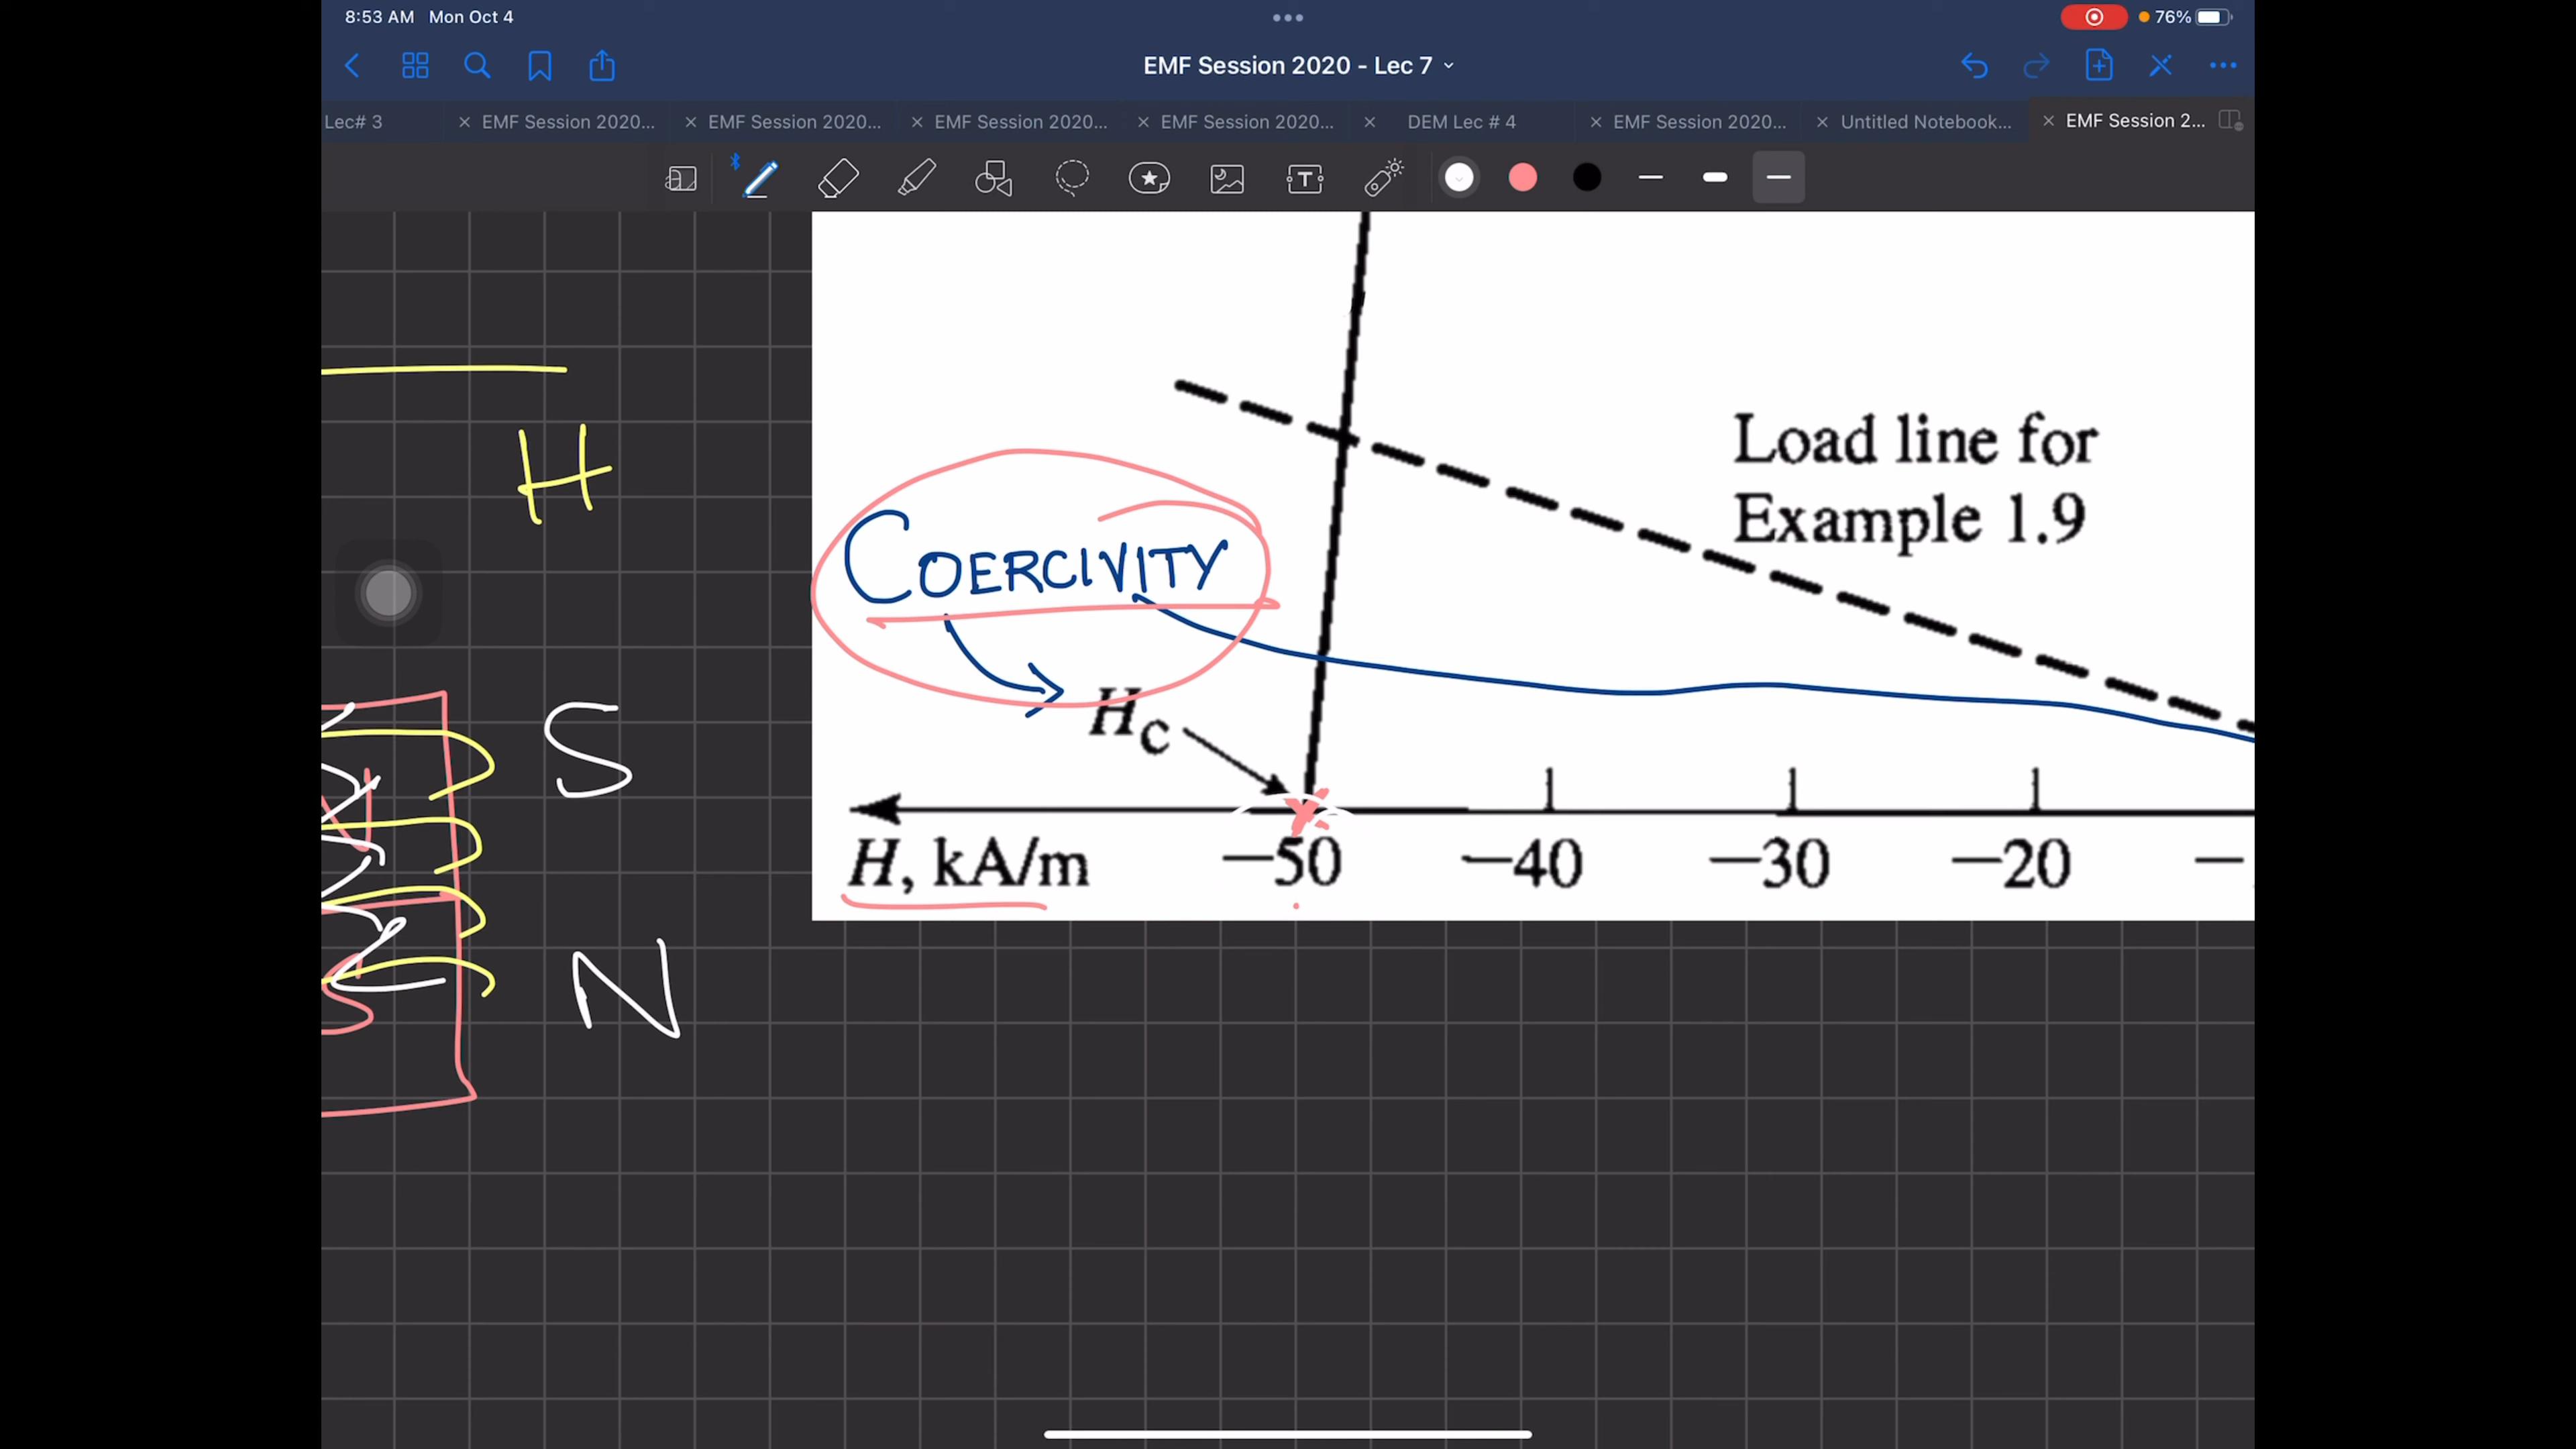 8:53 AM Mon Oct 4
76%
EMF Session 2020 - Lec 7
Lec# 3
EMF Session 2020...
EMF Session 2020...
EMF Session 2020...
EMF Session 2020...
DEM Lec # 4
EMF Session 2020...
Untitled Notebook...
EMF Session 2...
H
Load line for
Example 1.9
COERCIVITY
Hc
S
H, kA/m
−50
−40
−30
−20
−
N
S